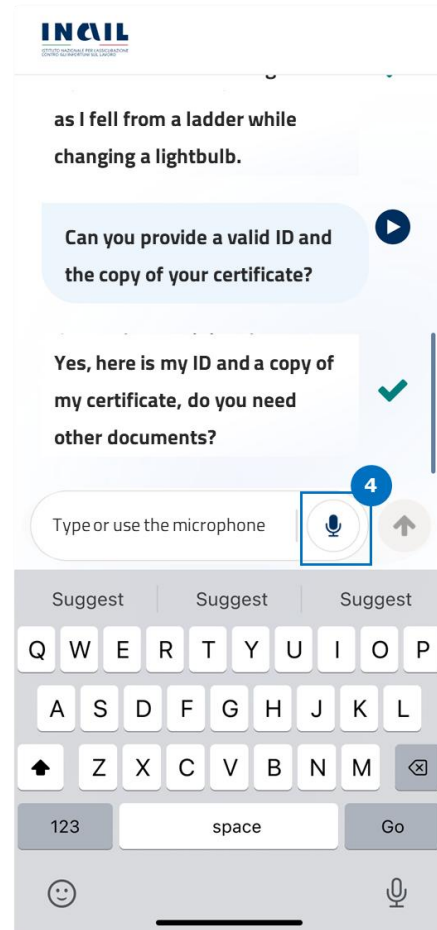 INAIL
ISTITUTO NAZIONALE PER L'ASSICURAZIONE
CONTRO GLI INFORTUNI SUL LAVORO
as I fell from a ladder while
changing a lightbulb.
Can you provide a valid ID and
the copy of your certificate?
Yes, here is my ID and a copy of
my certificate, do you need
other documents?
4
Type or use the microphone
Suggest Suggest Suggest
Q W E R T Y U I O P
A S D F G H J K L
Z X C V B N M
123 space Go